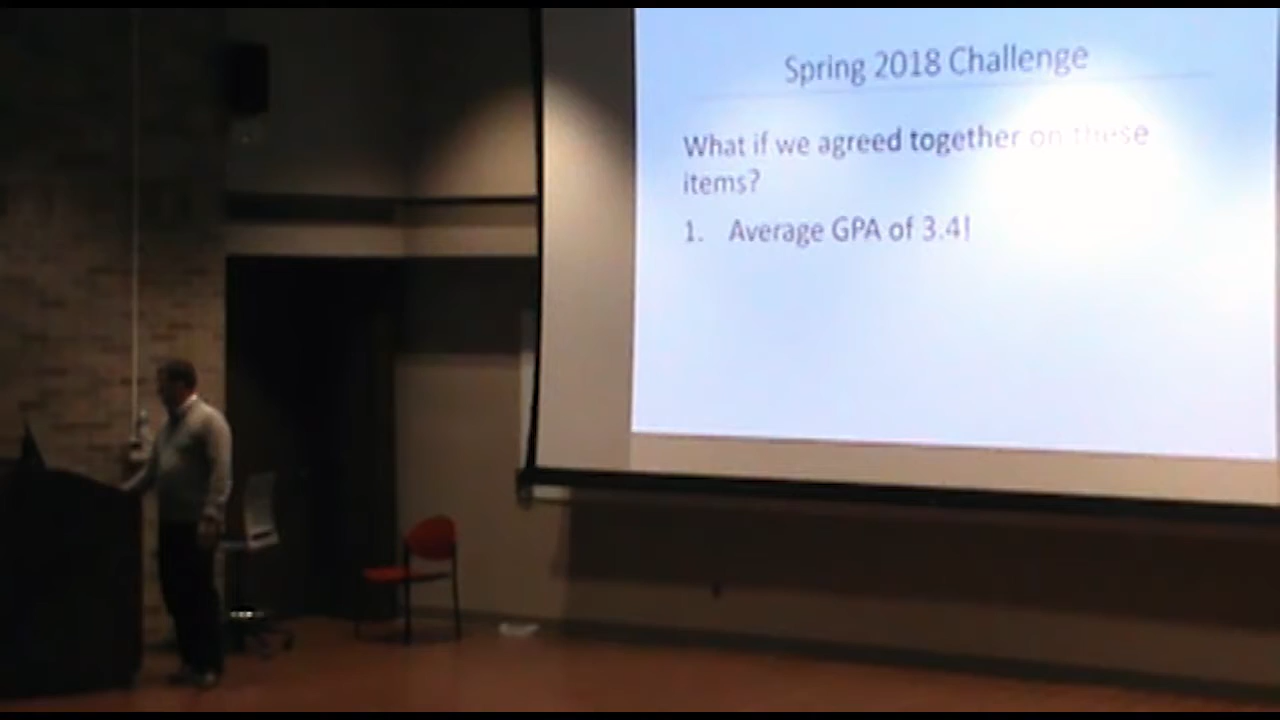 Spring 2018 Challenge
What if we agreed together on these
items?
1. Average GPA of 3.4!